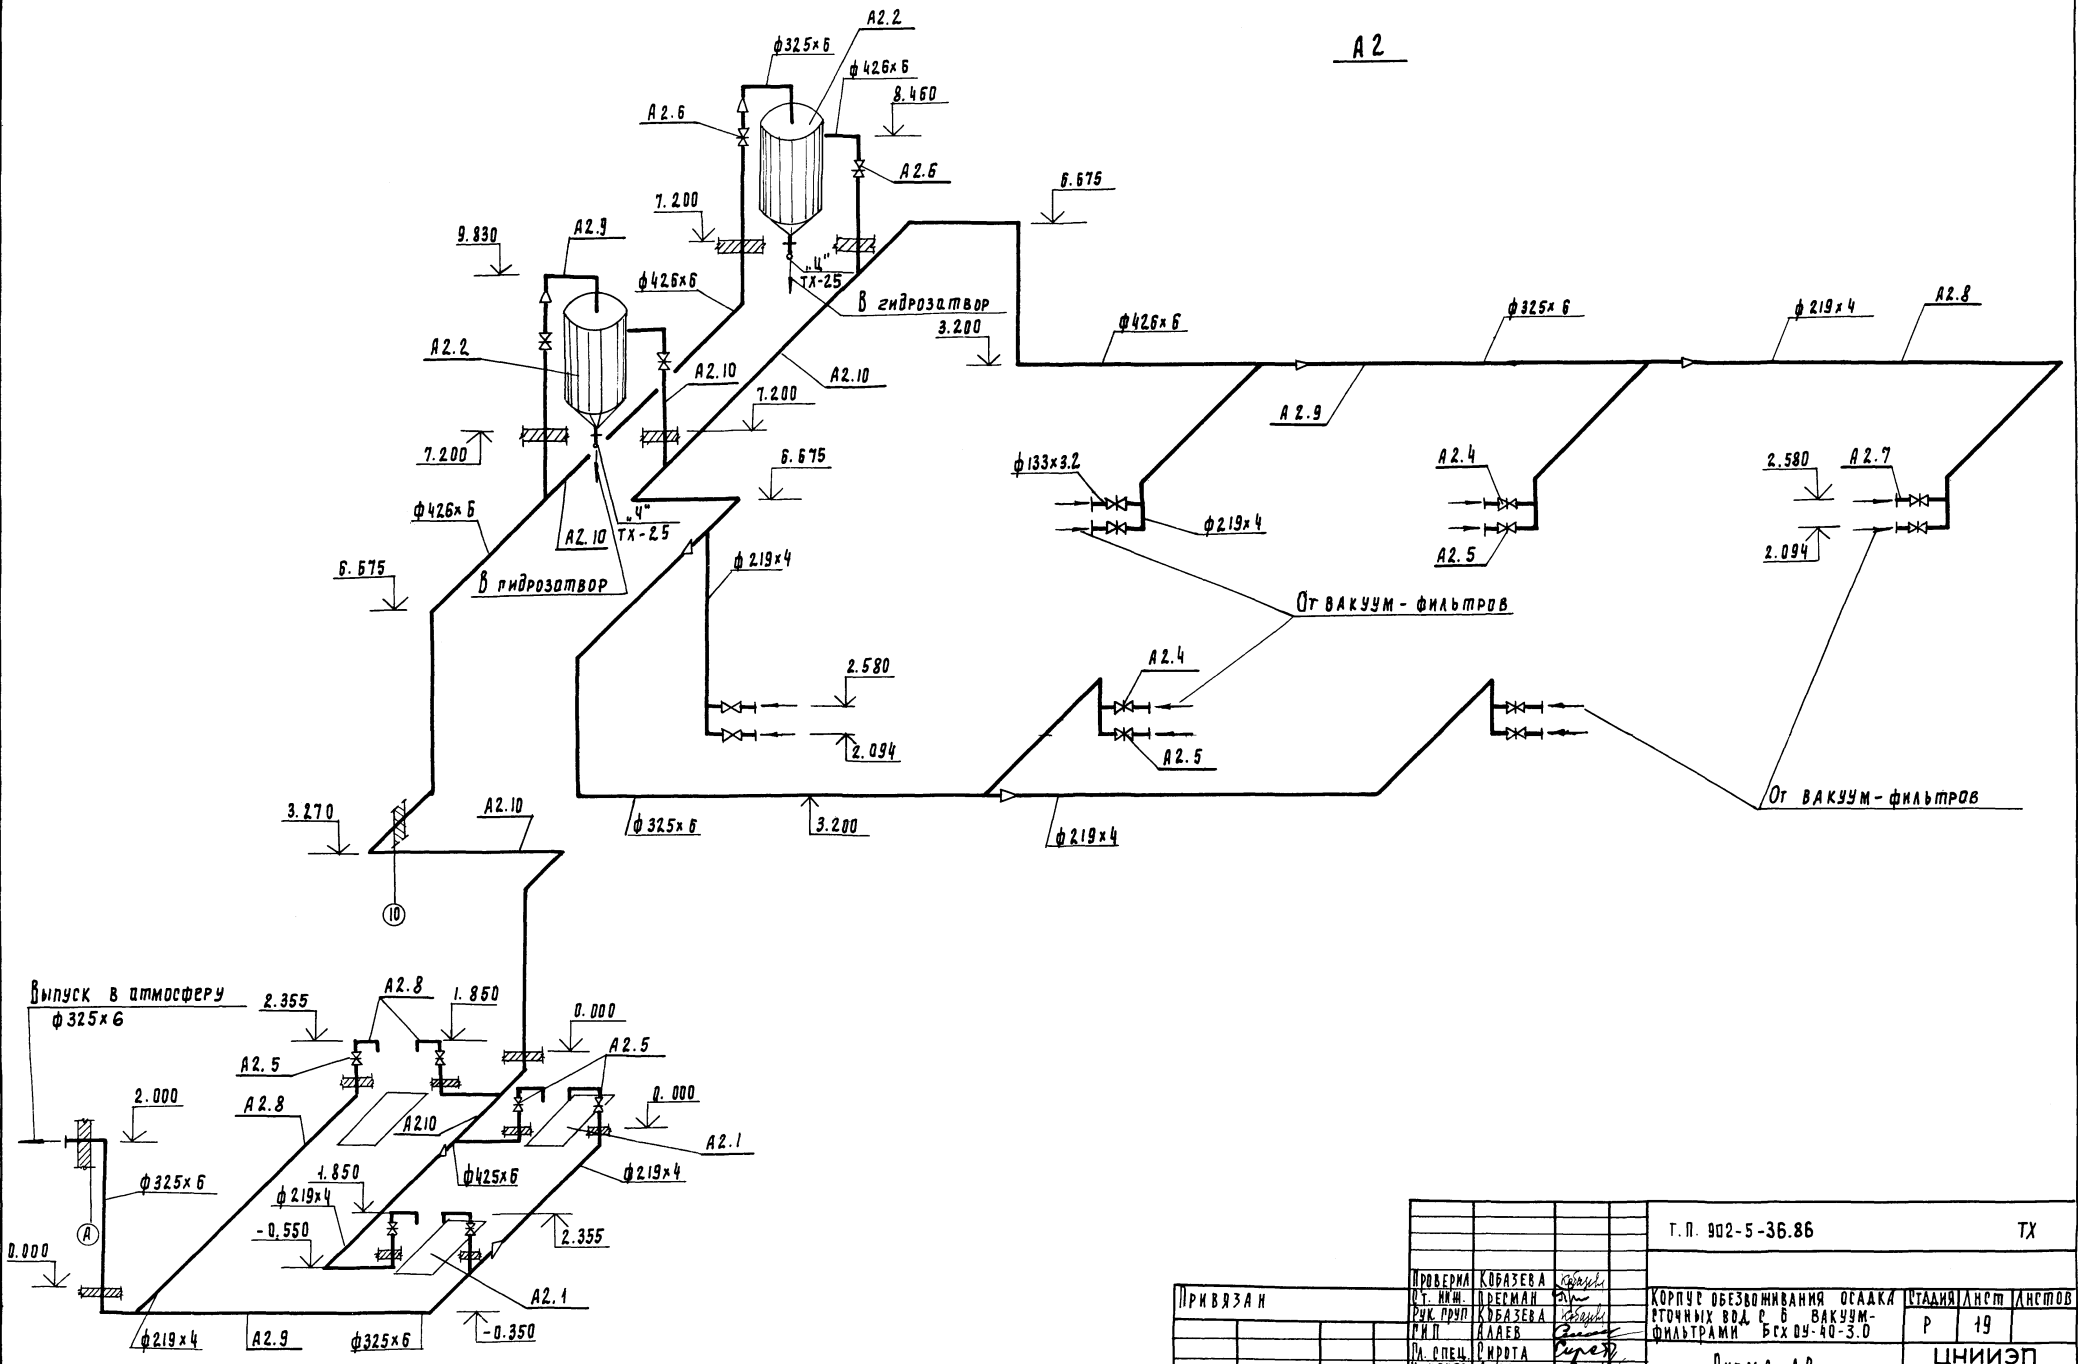 А2
А2.2
ф325х6
ф426х6
8.460
А2.6
А2.6
7.200
6.675
9.830
А2.9
„Ц"
ТХ-25
ф426х6
В гидрозатвор
3.200
ф426х6
ф325х6
ф219х4
А2.8
А2.2
А2.10
А2.10
7.200
А2.9
7.200
6.675
ф133х3.2
А2.4
2.580
А2.7
ф426х6
А2.10
„Ц"
ТХ-25
ф219х4
А2.5
2.094
6.675
В гидрозатвор
ф219х4
От вакуум-фильтров
2.580
А2.4
2.094
А2.5
От вакуум-фильтров
3.270
А2.10
ф325х6
3.200
ф219х4
10
Выпуск в атмосферу
ф325х6
2.355
А2.8
1.850
0.000
А2.5
А2.5
2.000
А2.8
А210
0.000
А2.1
ф325х6
1.850
ф425х6
ф219х4
ф219х4
А
-0.550
2.355
0.000
А2.1
-0.350
ф219х4
А2.9
ф325х6
Т.П. 902-5-36.86 ТХ
Привязан
Проверил Кобазева
Ст. инж. Пресман
Рук. груп Кобазева
ГИП Алаев
Гл. спец. Сирота
Корпус обезвоживания осадка
сточных вод с 6 вакуум-
фильтрами БсхОУ-40-3.0
Стадия Лист Листов
Р 19
ЦНИИЭП